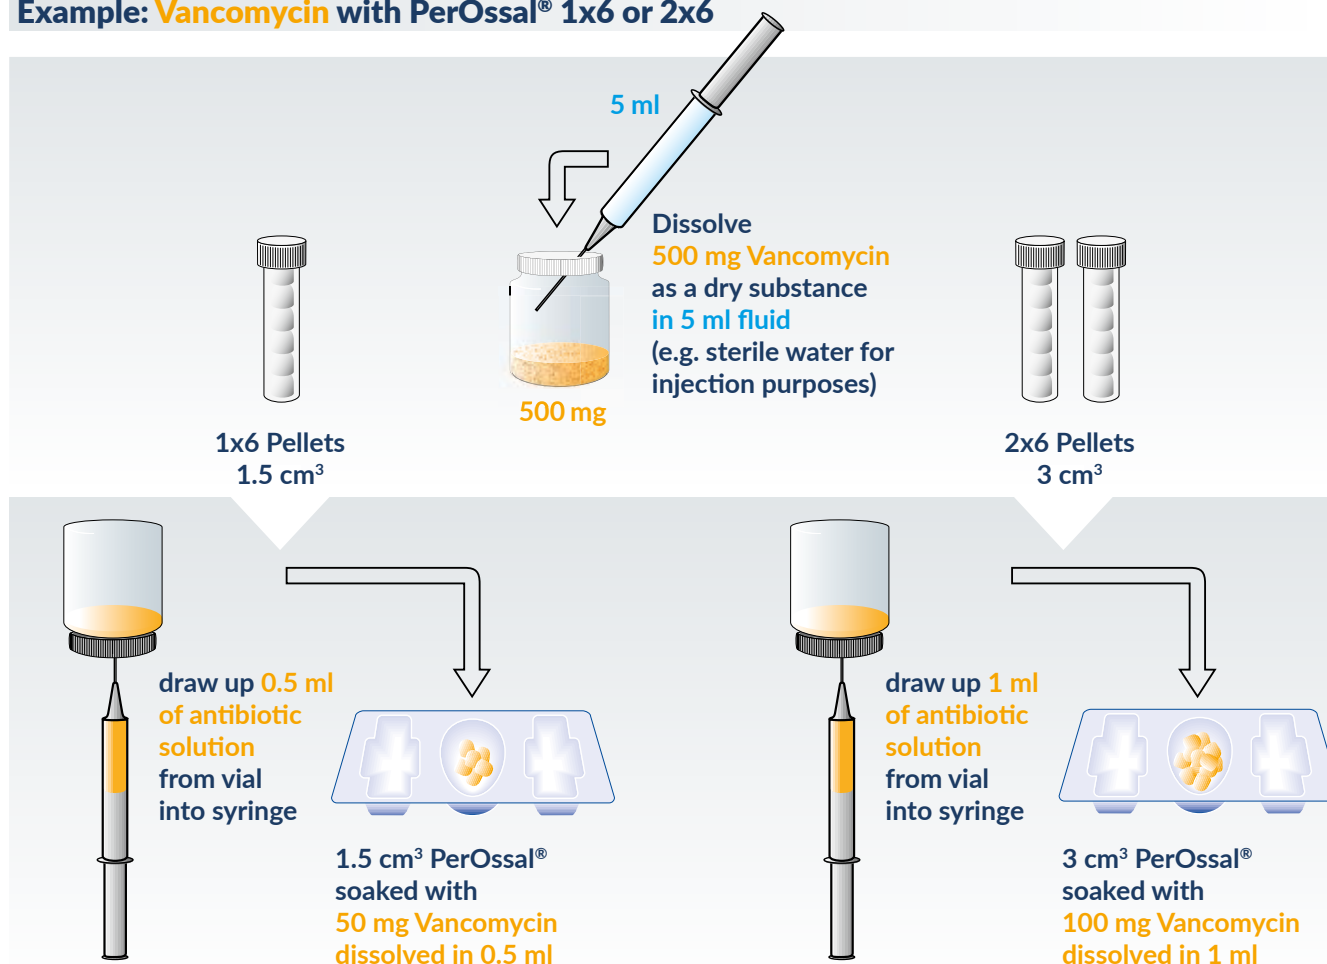 Example: Vancomycin with PerOssal® 1x6 or 2x6
5 ml
Dissolve
500 mg Vancomycin
as a dry substance
in 5 ml fluid
(e.g. sterile water for
injection purposes)
500 mg
1x6 Pellets
1.5 cm³
2x6 Pellets
3 cm³
draw up 0.5 ml
of antibiotic
solution
from vial
into syringe
1.5 cm³ PerOssal®
soaked with
50 mg Vancomycin
dissolved in 0.5 ml
draw up 1 ml
of antibiotic
solution
from vial
into syringe
3 cm³ PerOssal®
soaked with
100 mg Vancomycin
dissolved in 1 ml